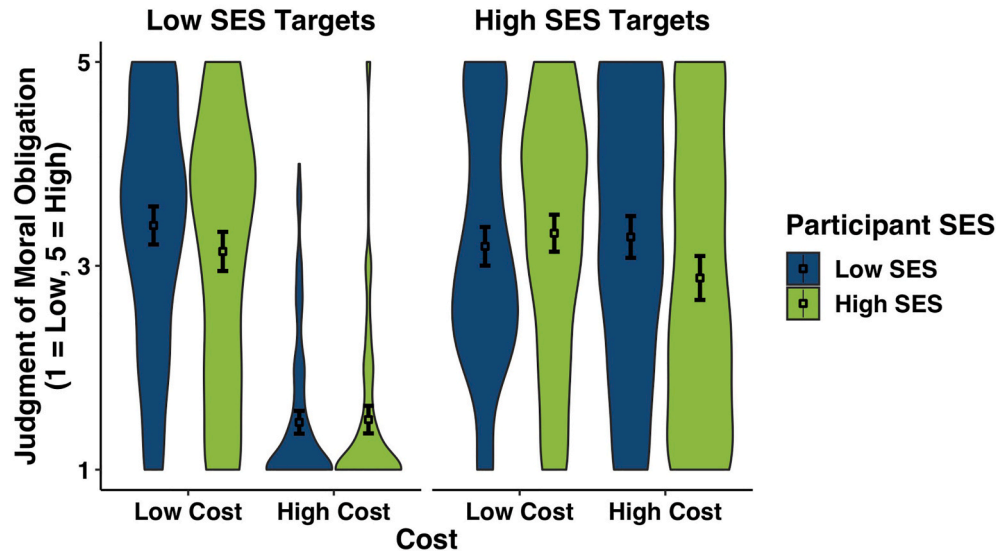 Low SES Targets
High SES Targets
Judgment of Moral Obligation
(1 = Low, 5 = High)
5
3
1
Low Cost
High Cost
Low Cost
High Cost
Cost
Participant SES
Low SES
High SES